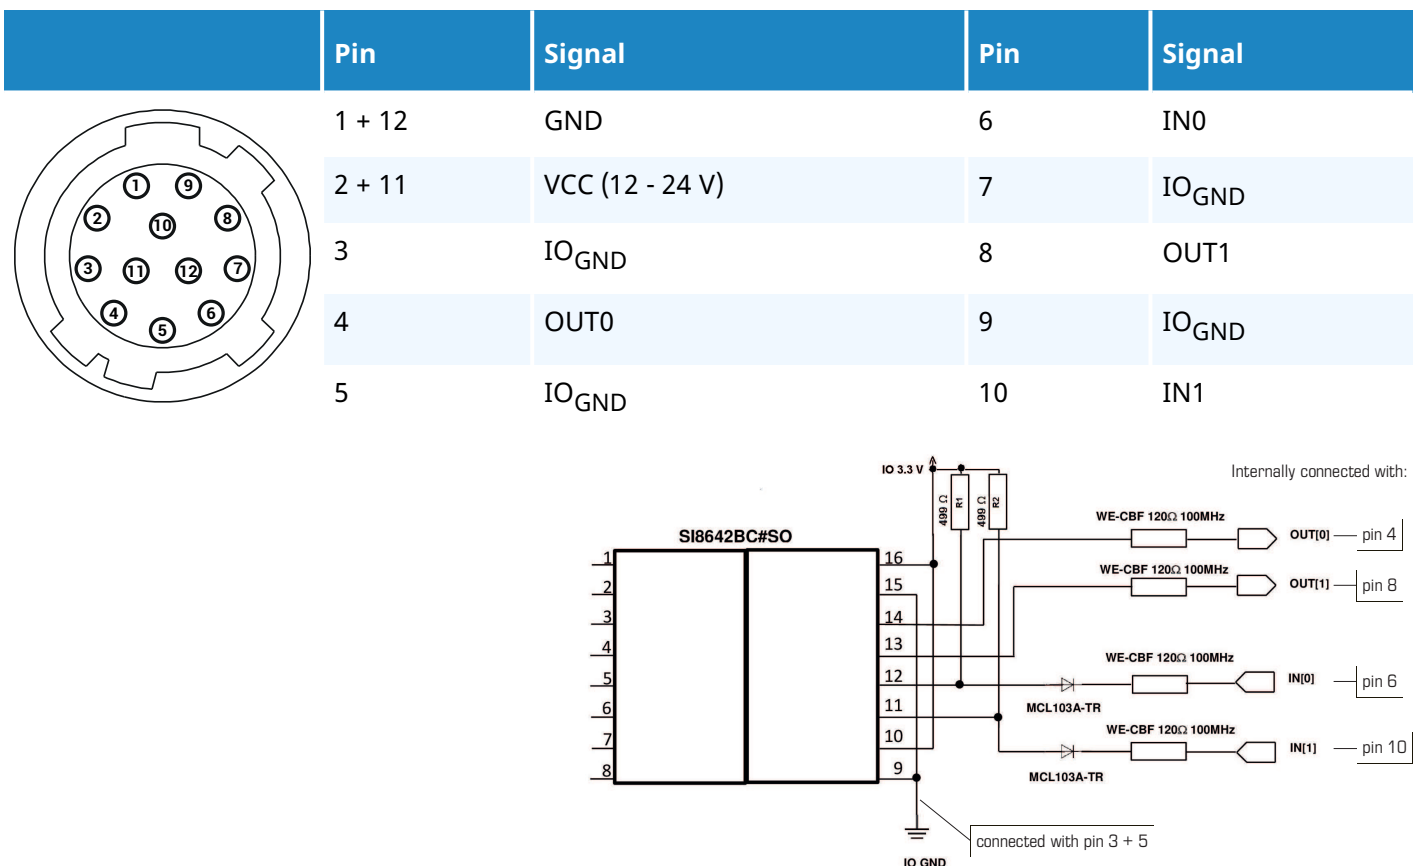 Pin Signal Pin Signal
1 + 12 GND 6 IN0
2 + 11 VCC (12 - 24 V) 7 IOGND
3 IOGND 8 OUT1
4 OUT0 9 IOGND
5 IOGND 10 IN1
1
9
2
10
8
3
11
12
7
4
5
6
IO 3.3 V
Internally connected with:
499 Ω
R1
499 Ω
R2
WE-CBF 120Ω 100MHz
SI8642BC#SO
OUT[0]
pin 4
1
16
WE-CBF 120Ω 100MHz
2
15
OUT[1]
pin 8
3
14
4
13
WE-CBF 120Ω 100MHz
5
12
IN[0]
pin 6
6
11
MCL103A-TR
WE-CBF 120Ω 100MHz
7
10
IN[1]
pin 10
8
9
MCL103A-TR
connected with pin 3 + 5
IO GND